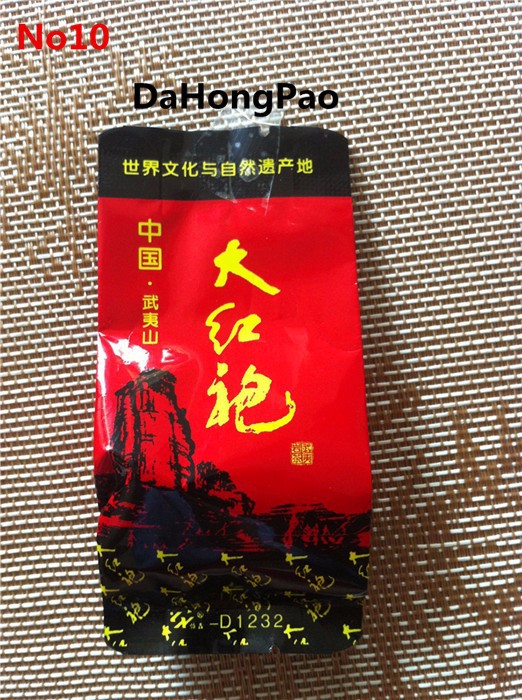 No10
DaHongPao
世界文化与自然遗产地
中国·武夷山
大红袍
-D1232